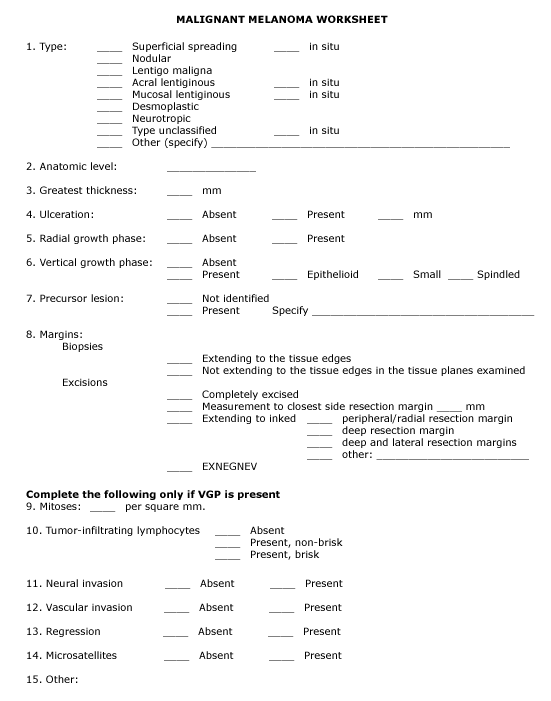 MALIGNANT MELANOMA WORKSHEET
1. Type: ____ Superficial spreading ____ in situ
____ Nodular
____ Lentigo maligna
____ Acral lentiginous ____ in situ
____ Mucosal lentiginous ____ in situ
____ Desmoplastic
____ Neurotropic
____ Type unclassified ____ in situ
____ Other (specify) ________________________________________________
2. Anatomic level: ______________
3. Greatest thickness: ____ mm
4. Ulceration: ____ Absent ____ Present ____ mm
5. Radial growth phase: ____ Absent ____ Present
6. Vertical growth phase: ____ Absent
____ Present ____ Epithelioid ____ Small ____ Spindled
7. Precursor lesion: ____ Not identified
____ Present Specify ____________________________________
8. Margins:
Biopsies
____ Extending to the tissue edges
____ Not extending to the tissue edges in the tissue planes examined
Excisions
____ Completely excised
____ Measurement to closest side resection margin ____ mm
____ Extending to inked ____ peripheral/radial resection margin
____ deep resection margin
____ deep and lateral resection margins
____ other: ________________________
____ EXNEGNEV
Complete the following only if VGP is present
9. Mitoses: ____ per square mm.
10. Tumor-infiltrating lymphocytes ____ Absent
____ Present, non-brisk
____ Present, brisk
11. Neural invasion ____ Absent ____ Present
12. Vascular invasion ____ Absent ____ Present
13. Regression ____ Absent ____ Present
14. Microsatellites ____ Absent ____ Present
15. Other: